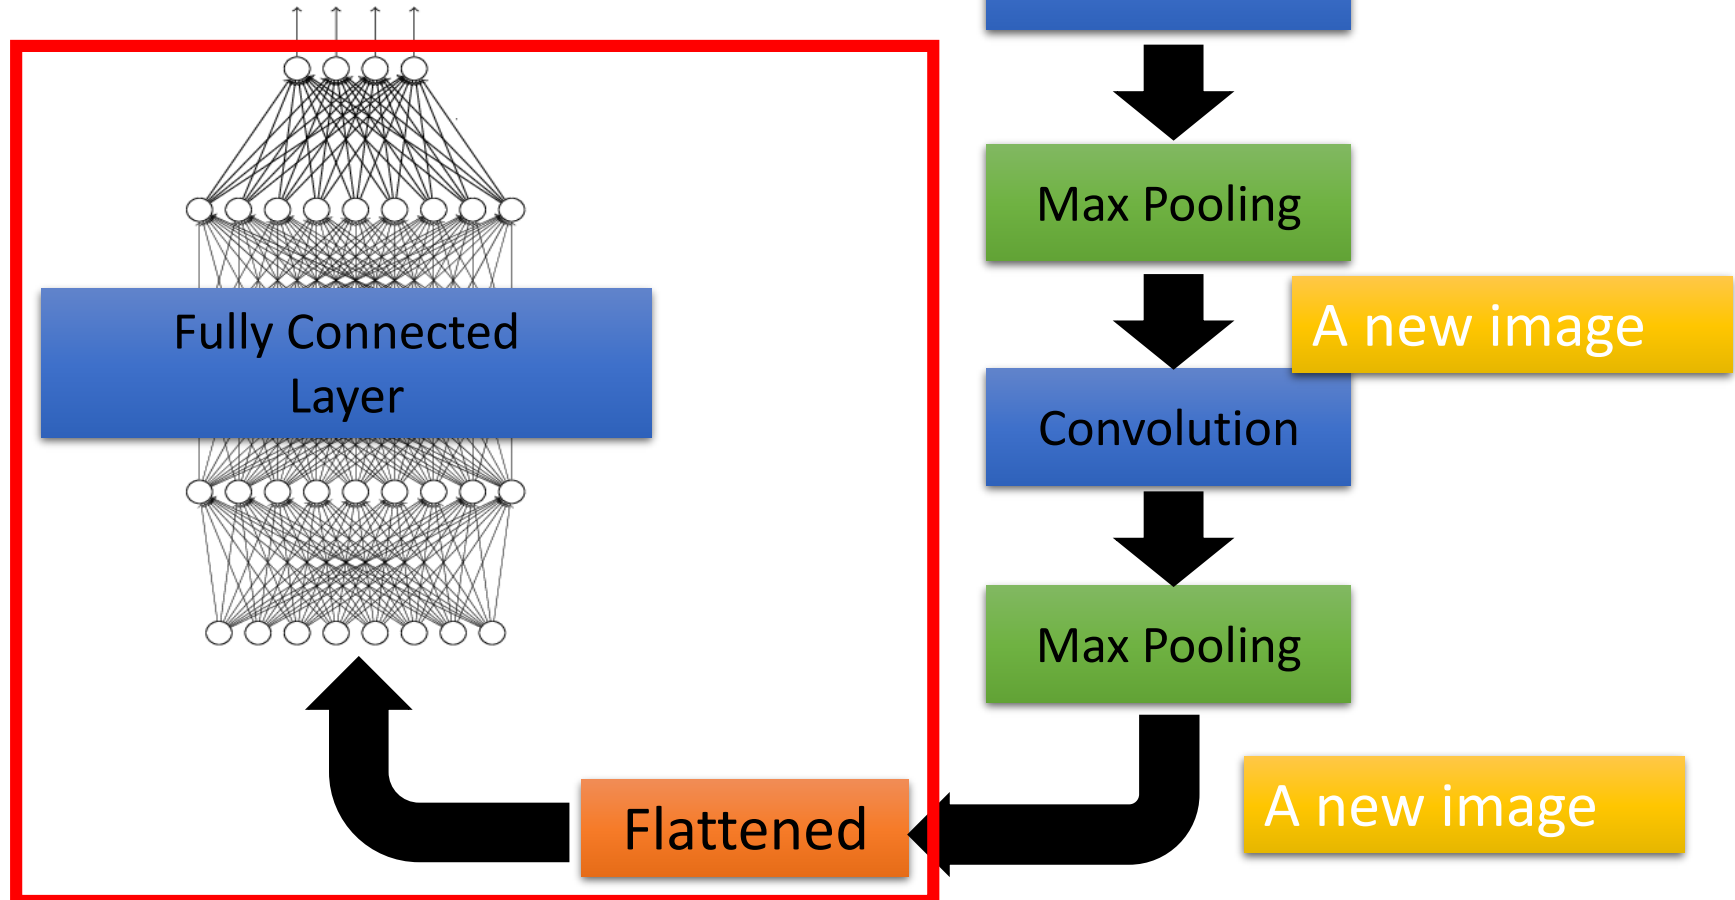 Max Pooling
A new image
Fully Connected
Layer
Convolution
Max Pooling
A new image
Flattened